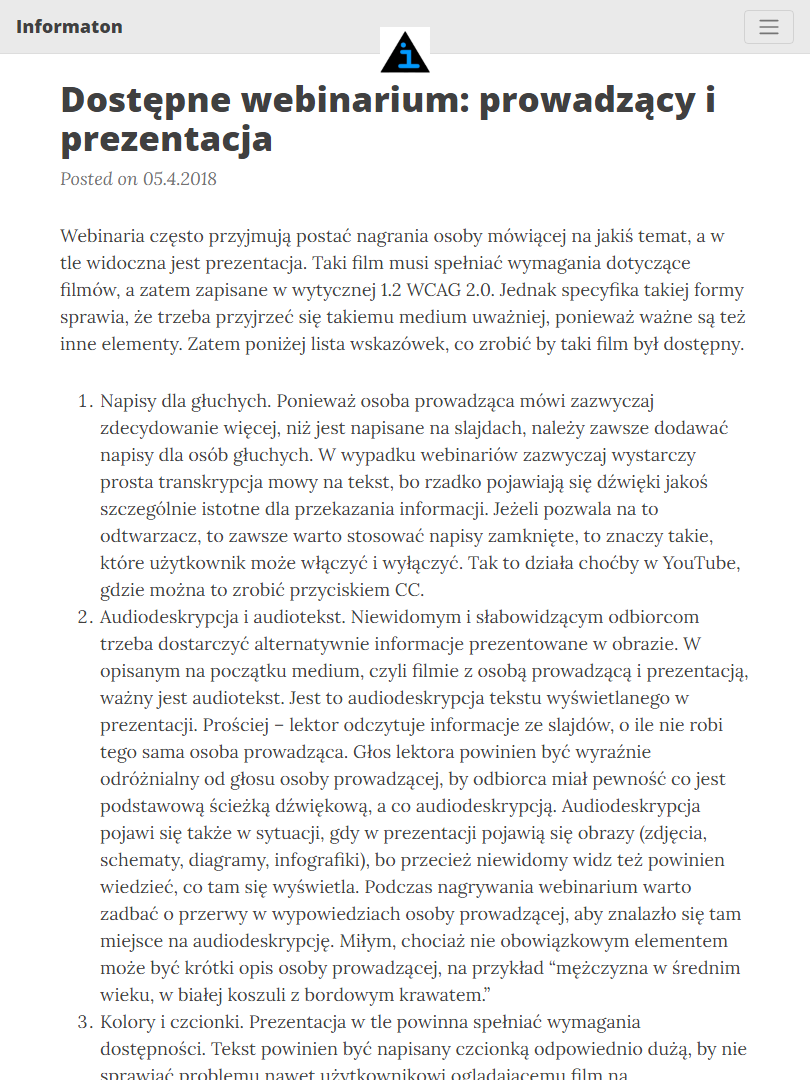 Informaton
i
Dostępne webinarium: prowadzący i
prezentacja
Posted on 05.4.2018
Webinaria często przyjmują postać nagrania osoby mówiącej na jakiś temat, a w
tle widoczna jest prezentacja. Taki film musi spełniać wymagania dotyczące
filmów, a zatem zapisane w wytycznej 1.2 WCAG 2.0. Jednak specyfika takiej formy
sprawia, że trzeba przyjrzeć się takiemu medium uważniej, ponieważ ważne są też
inne elementy. Zatem poniżej lista wskazówek, co zrobić by taki film był dostępny.
1. Napisy dla głuchych. Ponieważ osoba prowadząca mówi zazwyczaj
zdecydowanie więcej, niż jest napisane na slajdach, należy zawsze dodawać
napisy dla osób głuchych. W wypadku webinariów zazwyczaj wystarczy
prosta transkrypcja mowy na tekst, bo rzadko pojawiają się dźwięki jakoś
szczególnie istotne dla przekazania informacji. Jeżeli pozwala na to
odtwarzacz, to zawsze warto stosować napisy zamknięte, to znaczy takie,
które użytkownik może włączyć i wyłączyć. Tak to działa choćby w YouTube,
gdzie można to zrobić przyciskiem CC.
2. Audiodeskrypcja i audiotekst. Niewidomym i słabowidzącym odbiorcom
trzeba dostarczyć alternatywnie informacje prezentowane w obrazie. W
opisanym na początku medium, czyli filmie z osobą prowadzącą i prezentacją,
ważny jest audiotekst. Jest to audiodeskrypcja tekstu wyświetlanego w
prezentacji. Prościej – lektor odczytuje informacje ze slajdów, o ile nie robi
tego sama osoba prowadząca. Głos lektora powinien być wyraźnie
odróżnialny od głosu osoby prowadzącej, by odbiorca miał pewność co jest
podstawową ścieżką dźwiękową, a co audiodeskrypcją. Audiodeskrypcja
pojawi się także w sytuacji, gdy w prezentacji pojawią się obrazy (zdjęcia,
schematy, diagramy, infografiki), bo przecież niewidomy widz też powinien
wiedzieć, co tam się wyświetla. Podczas nagrywania webinarium warto
zadbać o przerwy w wypowiedziach osoby prowadzącej, aby znalazło się tam
miejsce na audiodeskrypcję. Miłym, chociaż nie obowiązkowym elementem
może być krótki opis osoby prowadzącej, na przykład “mężczyzna w średnim
wieku, w białej koszuli z bordowym krawatem.”
3. Kolory i czcionki. Prezentacja w tle powinna spełniać wymagania
dostępności. Tekst powinien być napisany czcionką odpowiednio dużą, by nie
sprawiać problemu nawet użytkownikowi oglądającemu film na